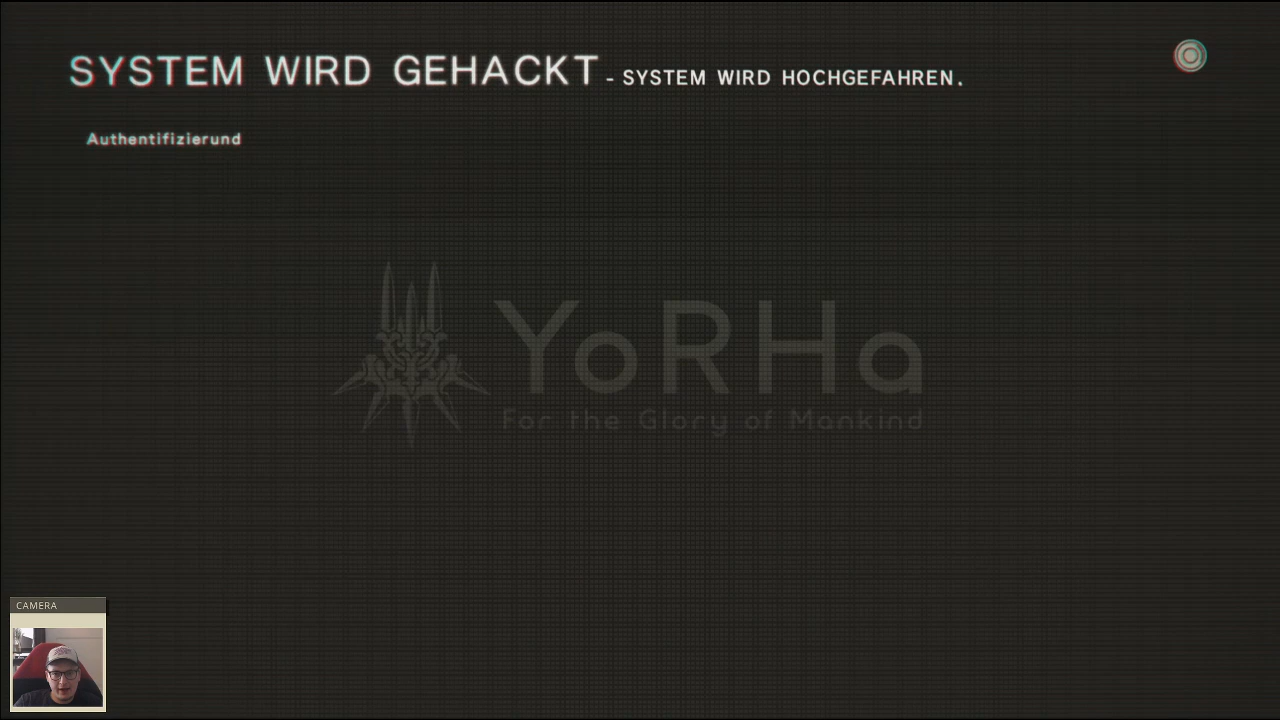 SYSTEM WIRD GEHACKT - SYSTEM WIRD HOCHGEFAHREN.
Authentifizierund
YoRHa
For the Glory of Mankind
CAMERA